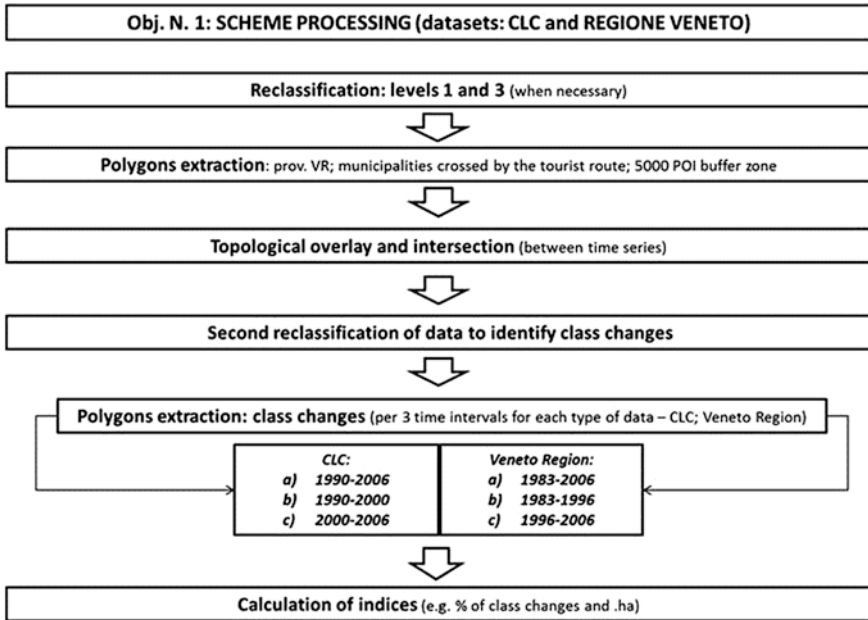 Obj. N. 1: SCHEME PROCESSING (datasets: CLC and REGIONE VENETO)
Reclassification: levels 1 and 3 (when necessary)
Polygons extraction: prov. VR; municipalities crossed by the tourist route; 5000 POI buffer zone
Topological overlay and intersection (between time series)
Second reclassification of data to identify class changes
Polygons extraction: class changes (per 3 time intervals for each type of data – CLC; Veneto Region)
CLC:
a) 1990-2006
b) 1990-2000
c) 2000-2006
Veneto Region:
a) 1983-2006
b) 1983-1996
c) 1996-2006
Calculation of indices (e.g. % of class changes and .ha)